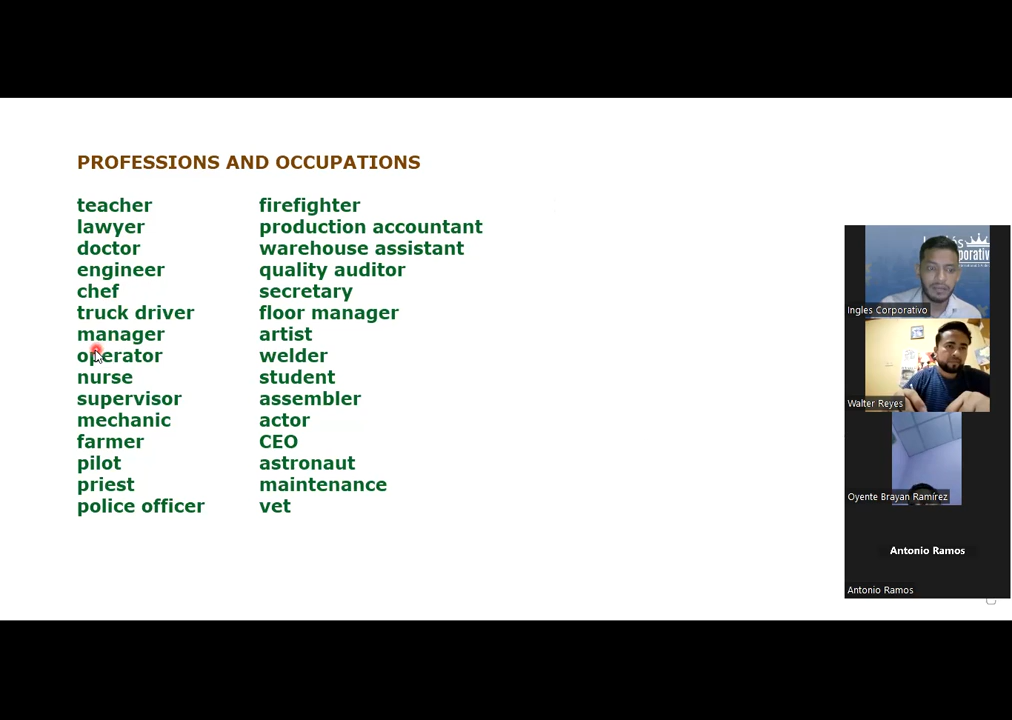 PROFESSIONS AND OCCUPATIONS
teacher
lawyer
doctor
engineer
chef
truck driver
manager
operator
nurse
supervisor
mechanic
farmer
pilot
priest
police officer
firefighter
production accountant
warehouse assistant
quality auditor
secretary
floor manager
artist
welder
student
assembler
actor
CEO
astronaut
maintenance
vet
Ingles Corporativo
Walter Reyes
Oyente Brayan Ramírez
Antonio Ramos
Antonio Ramos